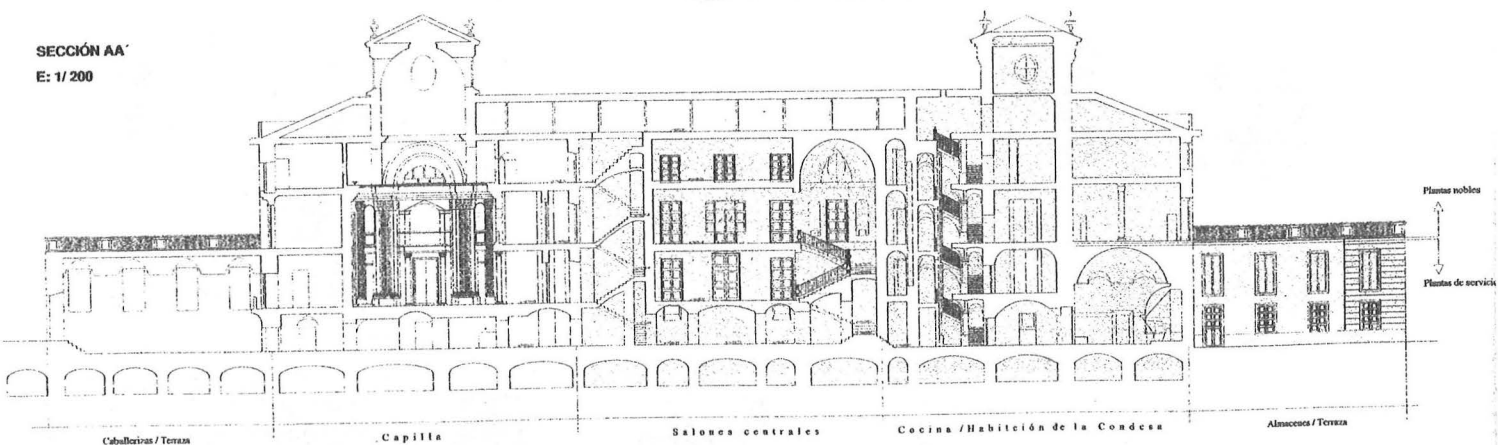 SECCIÓN AA´
E: 1/ 200
Plantas nobles
Plantas de servicio
Caballerizas / Terraza
Capilla
Salones centrales
Cocina /Habitción de la Condesa
Almacenes / Terraza